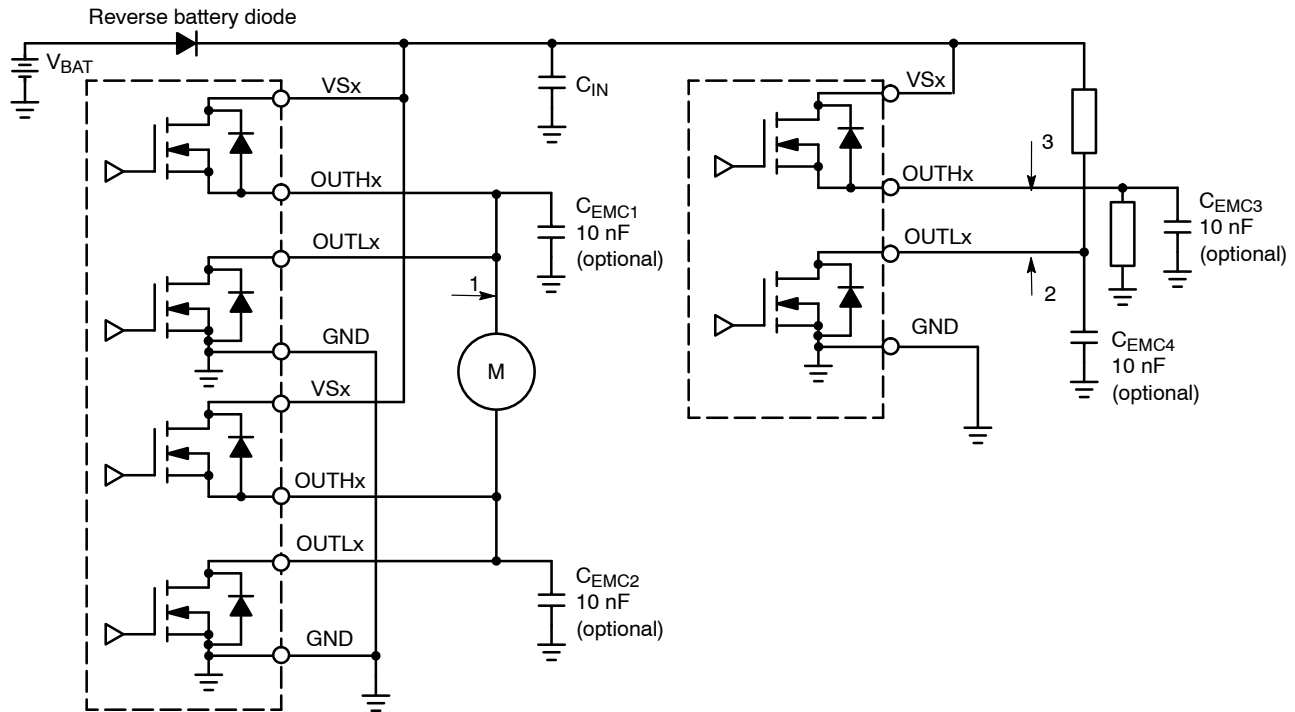 Reverse battery diode
VBAT
VSx
CIN
OUTHx
CEMC1
10 nF
(optional)
OUTLx
1
GND
M
VSx
OUTHx
OUTLx
CEMC2
10 nF
(optional)
GND
VSx
3
OUTHx
CEMC3
10 nF
(optional)
OUTLx
2
GND
CEMC4
10 nF
(optional)